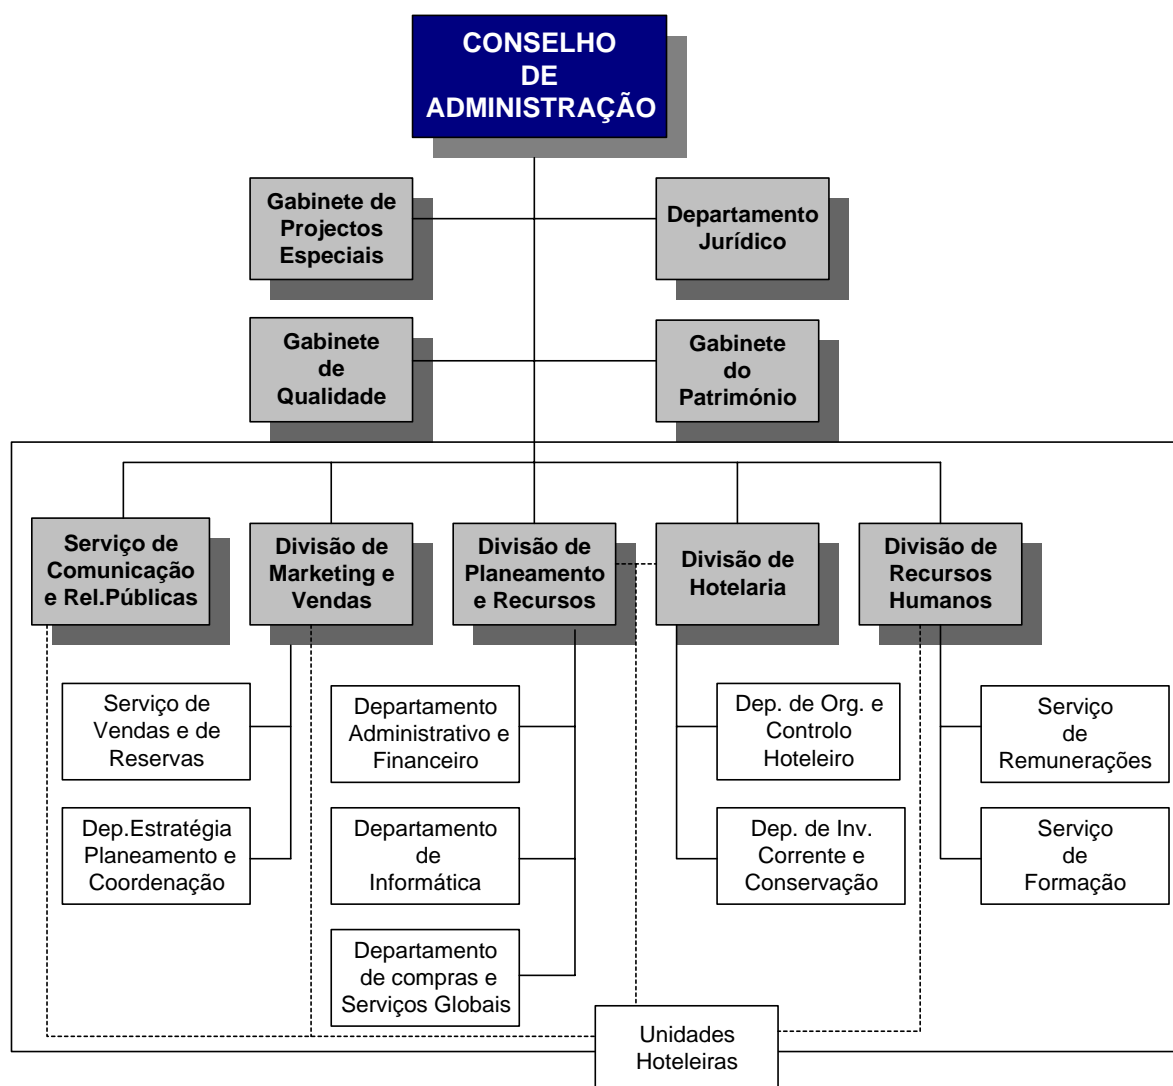 CONSELHO
DE
ADMINISTRAÇÃO
Gabinete de
Projectos
Especiais
Departamento
Jurídico
Gabinete
de
Qualidade
Gabinete
do
Património
Serviço de
Comunicação
e Rel.Públicas
Divisão de
Marketing e
Vendas
Divisão de
Planeamento
e Recursos
Divisão de
Hotelaria
Divisão de
Recursos
Humanos
Serviço de
Vendas e de
Reservas
Departamento
Administrativo e
Financeiro
Dep. de Org. e
Controlo
Hoteleiro
Serviço
de
Remunerações
Dep.Estratégia
Planeamento e
Coordenação
Departamento
de
Informática
Dep. de Inv.
Corrente e
Conservação
Serviço
de
Formação
Departamento
de compras e
Serviços Globais
Unidades
Hoteleiras